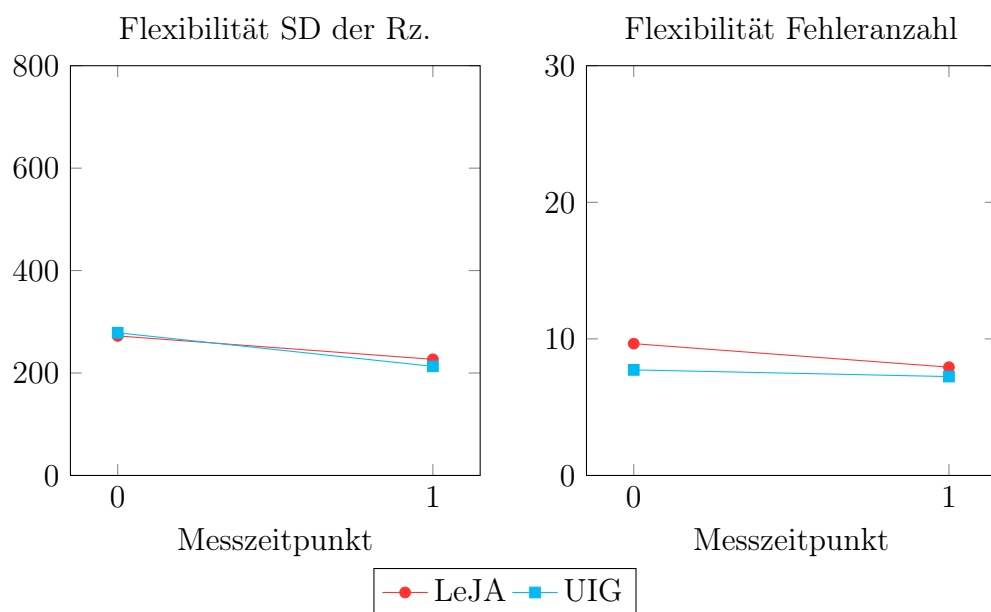 Flexibilität SD der Rz.
800
600
400
200
0
0 1
Messzeitpunkt
Flexibilität Fehleranzahl
30
20
10
0
0 1
Messzeitpunkt
LeJA UIG